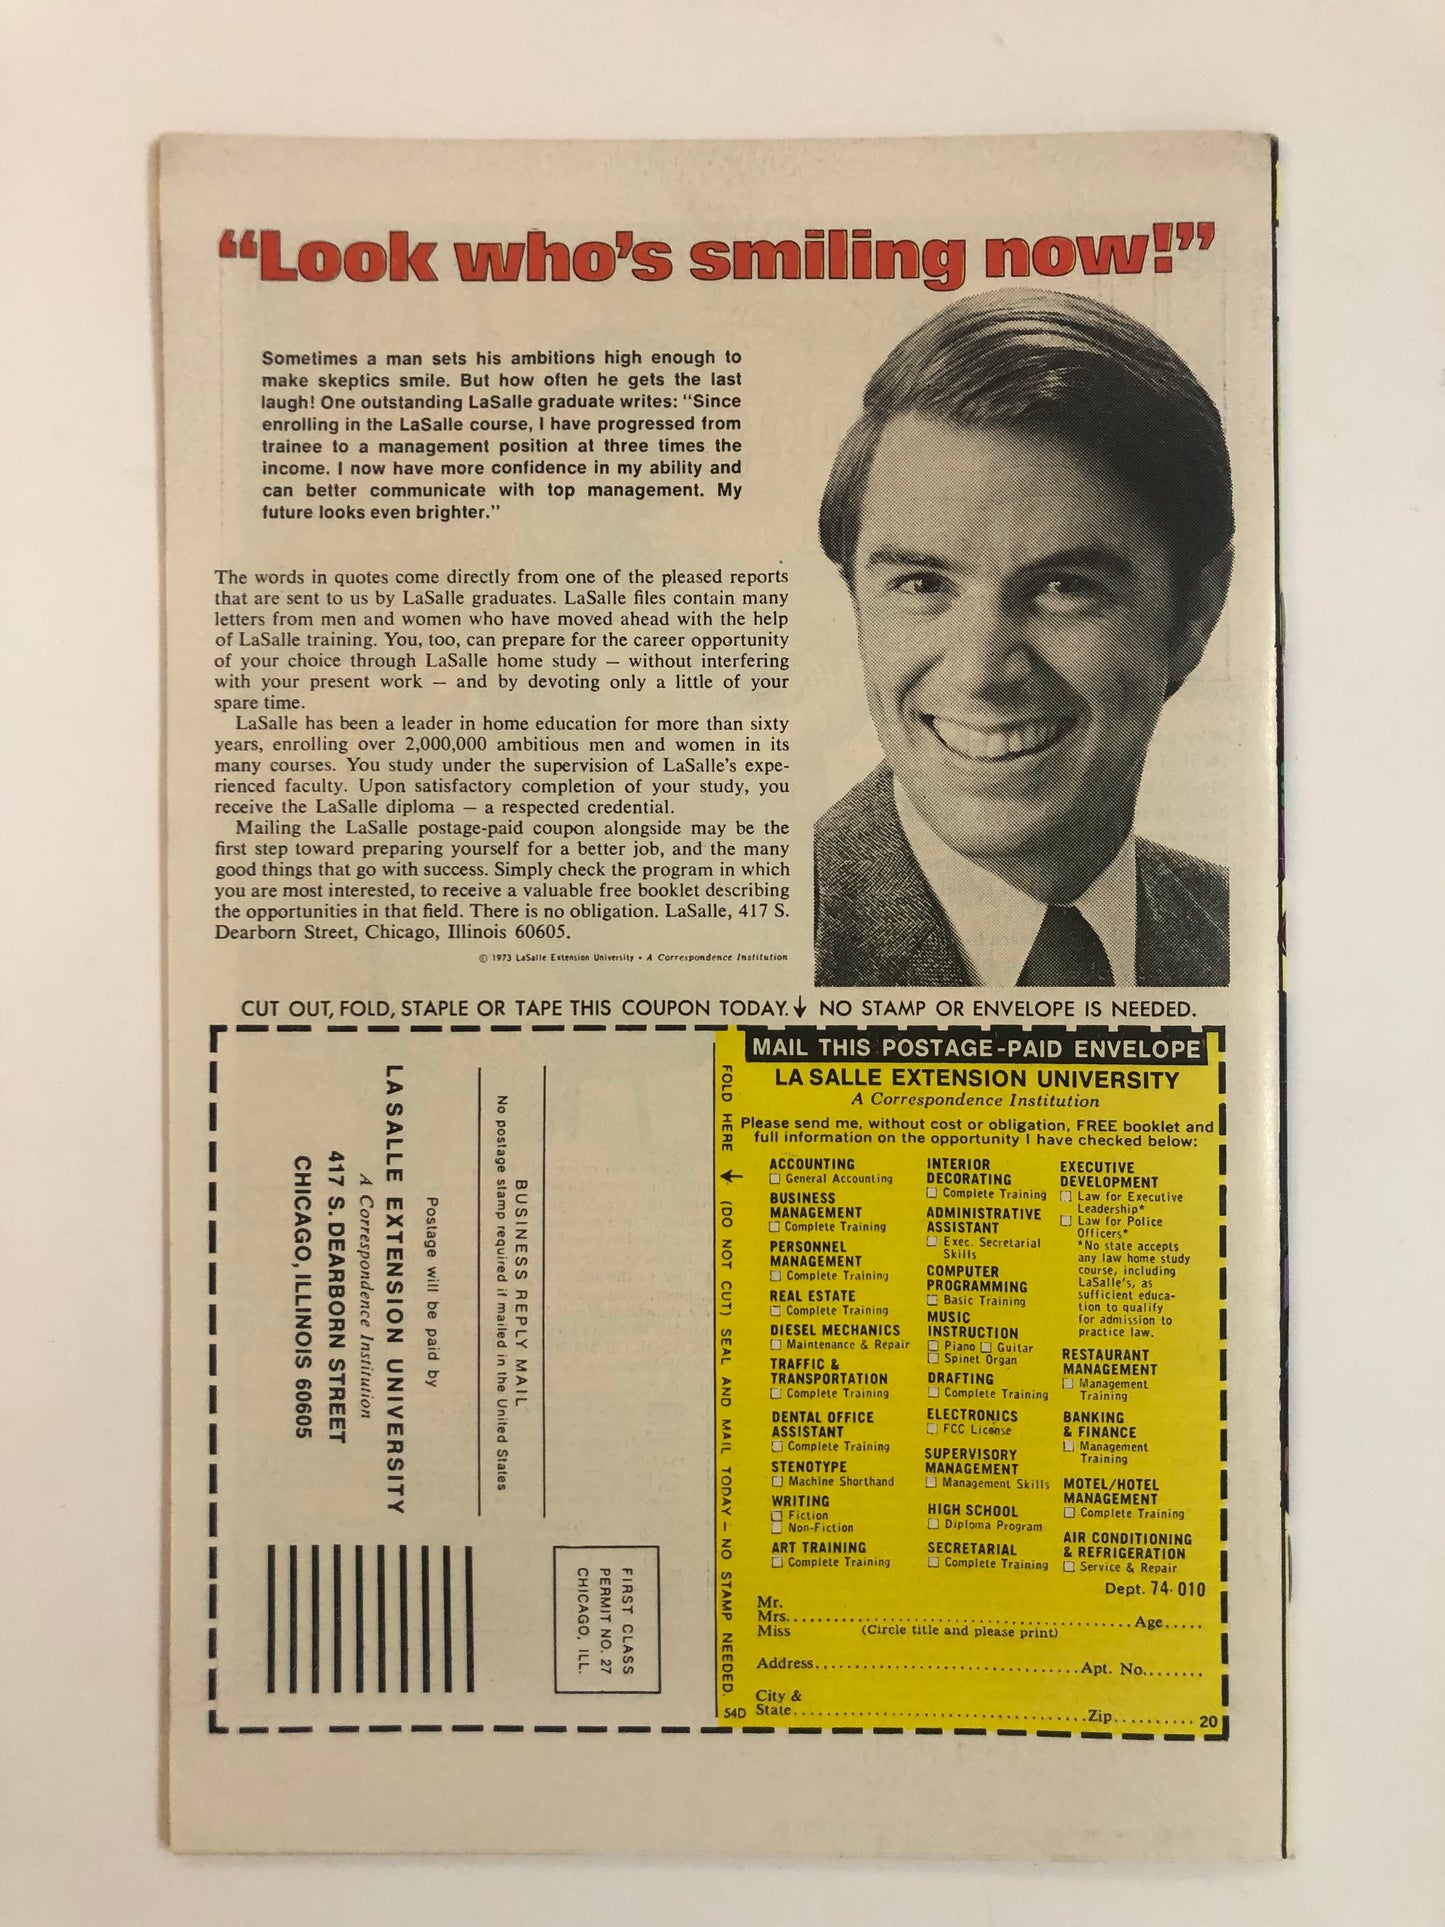 “Look who’s smiling now!”
Sometimes a man sets his ambitions high enough to
make skeptics smile. But how often he gets the last
laugh! One outstanding LaSalle graduate writes: “Since
enrolling in the LaSalle course, I have progressed from
trainee to a management position at three times the
income. I now have more confidence in my ability and
can better communicate with top management. My
future looks even brighter.”
The words in quotes come directly from one of the pleased reports
that are sent to us by LaSalle graduates. LaSalle files contain many
letters from men and women who have moved ahead with the help
of LaSalle training. You, too, can prepare for the career opportunity
of your choice through LaSalle home study — without interfering
with your present work — and by devoting only a little of your
spare time.
LaSalle has been a leader in home education for more than sixty
years, enrolling over 2,000,000 ambitious men and women in its
many courses. You study under the supervision of LaSalle’s expe-
rienced faculty. Upon satisfactory completion of your study, you
receive the LaSalle diploma — a respected credential.
Mailing the LaSalle postage-paid coupon alongside may be the
first step toward preparing yourself for a better job, and the many
good things that go with success. Simply check the program in which
you are most interested, to receive a valuable free booklet describing
the opportunities in that field. There is no obligation. LaSalle, 417 S.
Dearborn Street, Chicago, Illinois 60605.
© 1973 LaSalle Extension University • A Correspondence Institution
CUT OUT, FOLD, STAPLE OR TAPE THIS COUPON TODAY.↓ NO STAMP OR ENVELOPE IS NEEDED.
FIRST CLASS
PERMIT NO. 27
CHICAGO, ILL.
BUSINESS REPLY MAIL
No postage stamp required if mailed in the United States
Postage will be paid by
LA SALLE EXTENSION UNIVERSITY
A Correspondence Institution
417 S. DEARBORN STREET
CHICAGO, ILLINOIS 60605
FOLD HERE ← (DO NOT CUT) SEAL AND MAIL TODAY — NO STAMP NEEDED.
54D
MAIL THIS POSTAGE-PAID ENVELOPE
LA SALLE EXTENSION UNIVERSITY
A Correspondence Institution
Please send me, without cost or obligation, FREE booklet and
full information on the opportunity I have checked below:
ACCOUNTING
☐ General Accounting
BUSINESS
MANAGEMENT
☐ Complete Training
PERSONNEL
MANAGEMENT
☐ Complete Training
REAL ESTATE
☐ Complete Training
DIESEL MECHANICS
☐ Maintenance & Repair
TRAFFIC &
TRANSPORTATION
☐ Complete Training
DENTAL OFFICE
ASSISTANT
☐ Complete Training
STENOTYPE
☐ Machine Shorthand
WRITING
☐ Fiction
☐ Non-Fiction
ART TRAINING
☐ Complete Training
INTERIOR
DECORATING
☐ Complete Training
ADMINISTRATIVE
ASSISTANT
☐ Exec. Secretarial
Skills
COMPUTER
PROGRAMMING
☐ Basic Training
MUSIC
INSTRUCTION
☐ Piano ☐ Guitar
☐ Spinet Organ
DRAFTING
☐ Complete Training
ELECTRONICS
☐ FCC License
SUPERVISORY
MANAGEMENT
☐ Management Skills
HIGH SCHOOL
☐ Diploma Program
SECRETARIAL
☐ Complete Training
EXECUTIVE
DEVELOPMENT
☐ Law for Executive
Leadership*
☐ Law for Police
Officers*
*No state accepts
any law home study
course, including
LaSalle's, as
sufficient educa-
tion to qualify
for admission to
practice law.
RESTAURANT
MANAGEMENT
☐ Management
Training
BANKING
& FINANCE
☐ Management
Training
MOTEL/HOTEL
MANAGEMENT
☐ Complete Training
AIR CONDITIONING
& REFRIGERATION
☐ Service & Repair
Dept. 74-010
Mr.
Mrs. Age
Miss (Circle title and please print)
Address Apt. No.
City &
State Zip 20